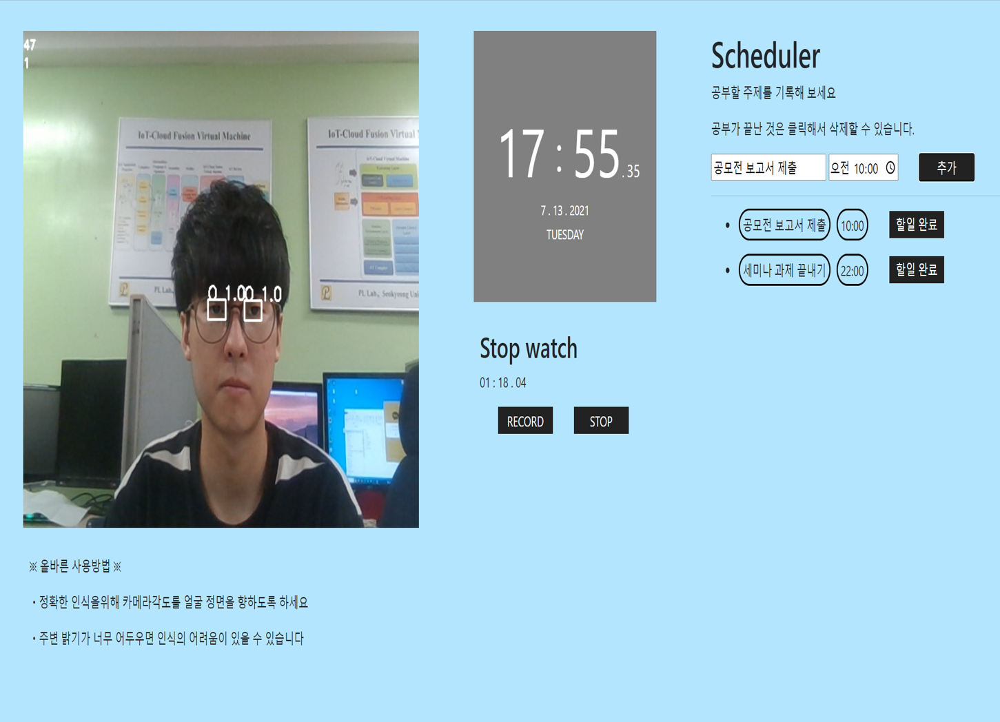 47
1
IoT-Cloud Fusion Virtual Machine
IoT-Cloud Fusion Virtual M
PL Lab,
PL Lab, Seokyeong Uni
O_1.0
O_1.0
17 : 55 . 35
7 . 13 . 2021
TUESDAY
Stop watch
01 : 18 . 04
RECORD STOP
Scheduler
공부할 주제를 기록해 보세요
공부가 끝난 것은 클릭해서 삭제할 수 있습니다.
공모전 보고서 제출 오전 10:00 추가
• 공모전 보고서 제출 10:00 할일 완료
• 세미나 과제 끝내기 22:00 할일 완료
※ 올바른 사용방법 ※
• 정확한 인식을위해 카메라각도를 얼굴 정면을 향하도록 하세요
• 주변 밝기가 너무 어두우면 인식의 어려움이 있을 수 있습니다